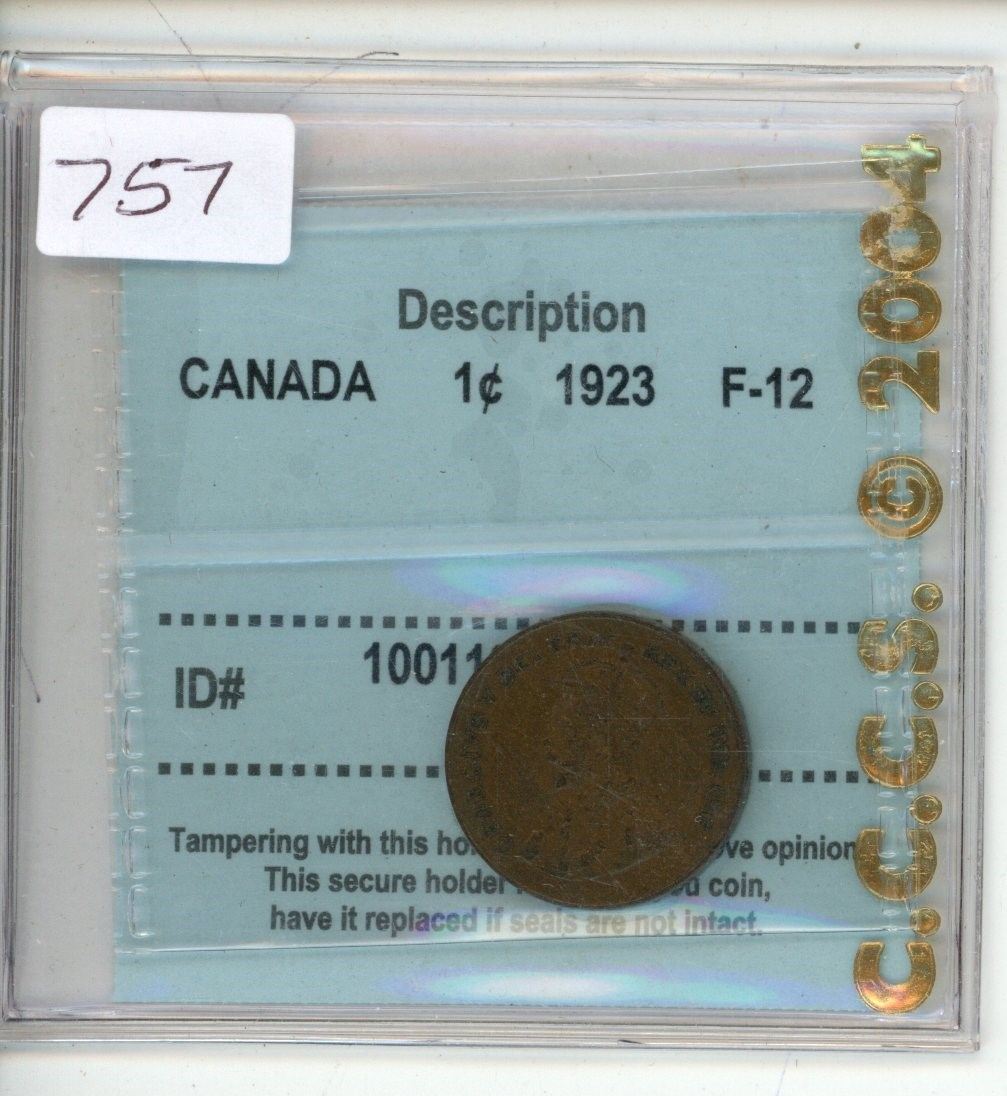 757
Description
CANADA 1¢ 1923 F-12
ID# 10011
Tampering with this ve opinion
This secure holder coin,
have it replaced if seals are not intact.
C.C.C.S. © 2004